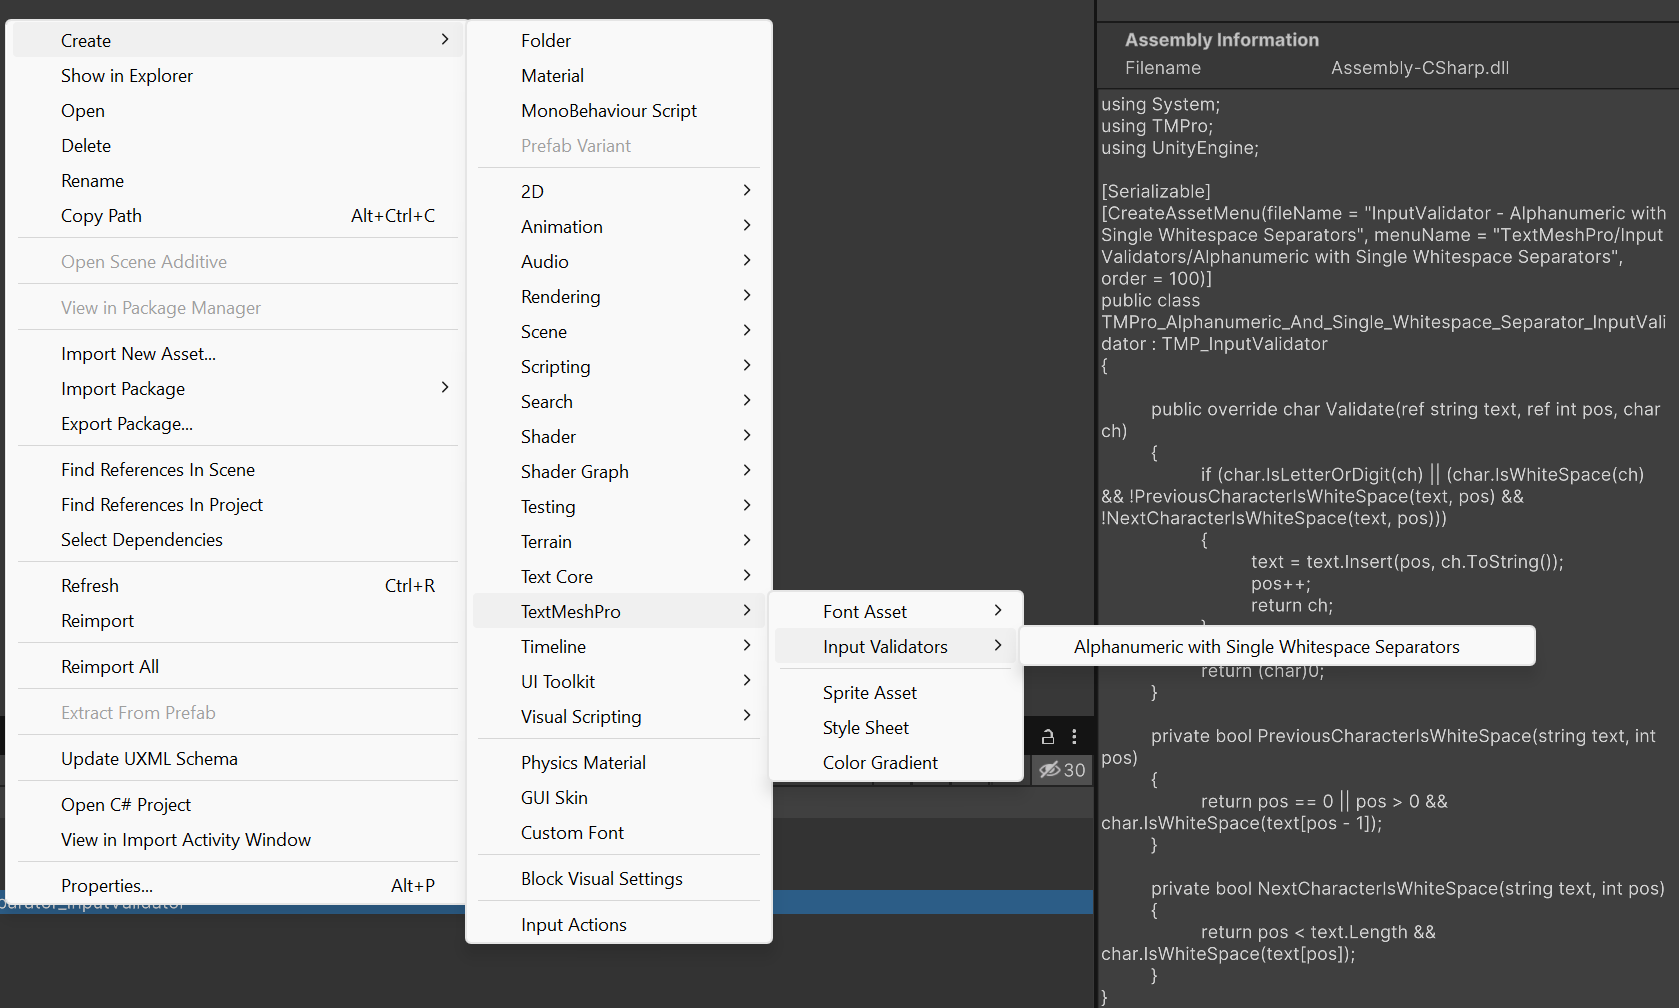 Create
Show in Explorer
Open
Delete
Rename
Copy Path Alt+Ctrl+C
Open Scene Additive
View in Package Manager
Import New Asset...
Import Package
Export Package...
Find References In Scene
Find References In Project
Select Dependencies
Refresh Ctrl+R
Reimport
Reimport All
Extract From Prefab
Update UXML Schema
Open C# Project
View in Import Activity Window
Properties... Alt+P
Folder
Material
MonoBehaviour Script
Prefab Variant
2D
Animation
Audio
Rendering
Scene
Scripting
Search
Shader
Shader Graph
Testing
Terrain
Text Core
TextMeshPro
Timeline
UI Toolkit
Visual Scripting
Physics Material
GUI Skin
Custom Font
Block Visual Settings
Input Actions
Font Asset
Input Validators
Sprite Asset
Style Sheet
Color Gradient
Alphanumeric with Single Whitespace Separators
30
Assembly Information
Filename Assembly-CSharp.dll
using System;
using TMPro;
using UnityEngine;
[Serializable]
[CreateAssetMenu(fileName = "InputValidator - Alphanumeric with
Single Whitespace Separators", menuName = "TextMeshPro/Input
Validators/Alphanumeric with Single Whitespace Separators",
order = 100)]
public class
TMPro_Alphanumeric_And_Single_Whitespace_Separator_InputVali
dator : TMP_InputValidator
{
public override char Validate(ref string text, ref int pos, char
ch)
{
if (char.IsLetterOrDigit(ch) || (char.IsWhiteSpace(ch)
&& !PreviousCharacterIsWhiteSpace(text, pos) &&
!NextCharacterIsWhiteSpace(text, pos)))
{
text = text.Insert(pos, ch.ToString());
pos++;
return ch;
return (char)0;
}
private bool PreviousCharacterIsWhiteSpace(string text, int
pos)
{
return pos == 0 || pos > 0 &&
char.IsWhiteSpace(text[pos - 1]);
}
private bool NextCharacterIsWhiteSpace(string text, int pos)
{
return pos < text.Length &&
char.IsWhiteSpace(text[pos]);
}
}